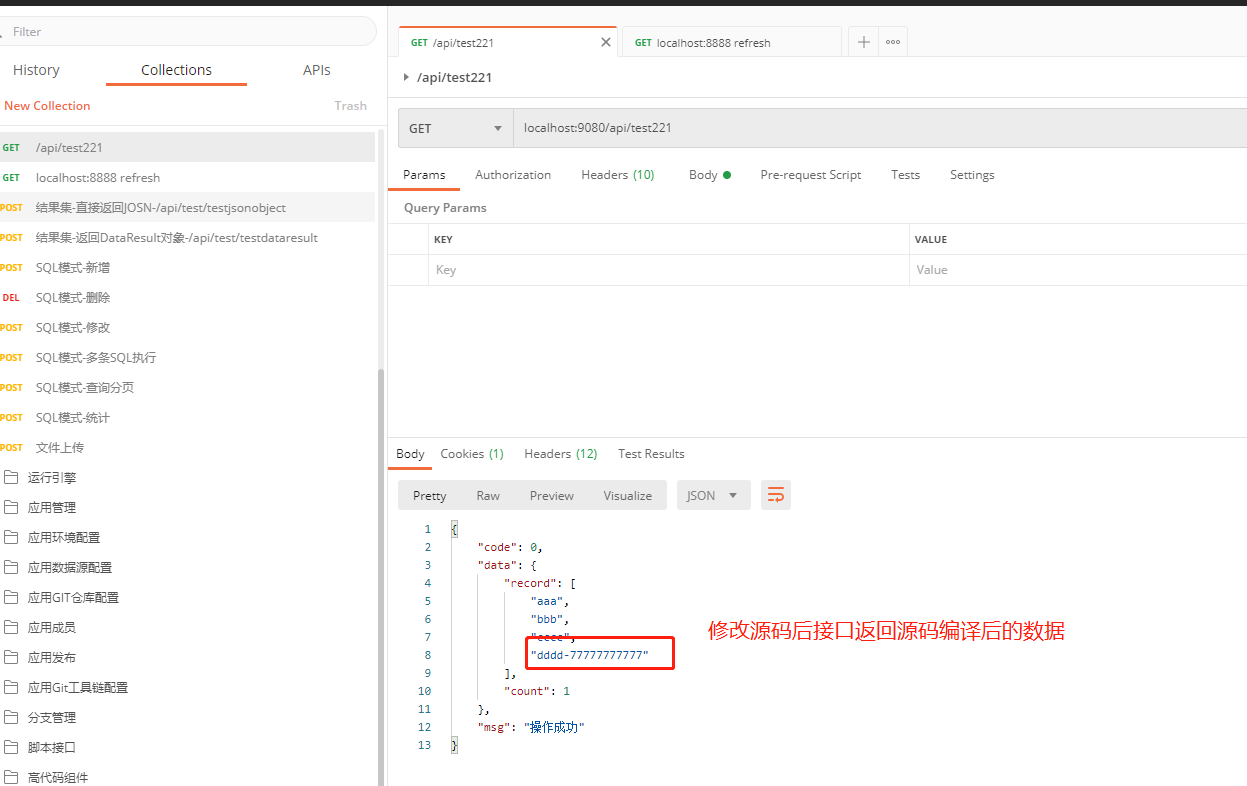 Filter
History
Collections
APIs
New Collection
Trash
GET /api/test221
GET localhost:8888 refresh
POST 结果集-直接返回JOSN-/api/test/testjsonobject
POST 结果集-返回DataResult对象-/api/test/testdataresult
POST SQL模式-新增
DEL SQL模式-删除
POST SQL模式-修改
POST SQL模式-多条SQL执行
POST SQL模式-查询分页
POST SQL模式-统计
POST 文件上传
运行引擎
应用管理
应用环境配置
应用数据源配置
应用GIT仓库配置
应用成员
应用发布
应用Git工具链配置
分支管理
脚本接口
高代码组件
GET /api/test221
GET localhost:8888 refresh
/api/test221
GET
localhost:9080/api/test221
Params
Authorization
Headers (10)
Body
Pre-request Script
Tests
Settings
Query Params
KEY
VALUE
Key
Value
Body
Cookies (1)
Headers (12)
Test Results
Pretty
Raw
Preview
Visualize
JSON
1 {
2 "code": 0,
3 "data": {
4 "record": [
5 "aaa",
6 "bbb",
7 "cccc",
8 "dddd-77777777777"
9 ],
10 "count": 1
11 },
12 "msg": "操作成功"
13 }
修改源码后接口返回源码编译后的数据